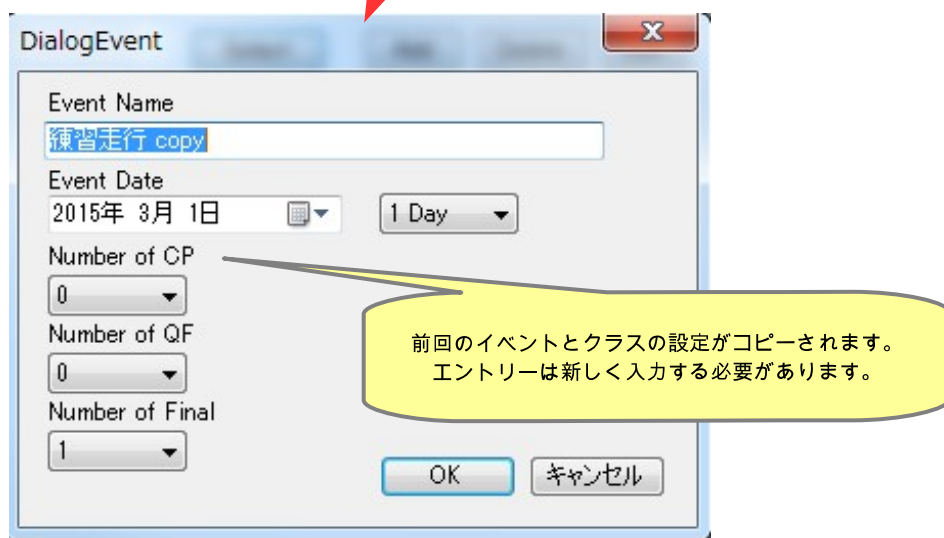 DialogEvent
Event Name
練習走行 copy
Event Date
2015年 3月 1日
1 Day
Number of CP
0
前回のイベントとクラスの設定がコピーされます。
エントリーは新しく入力する必要があります。
Number of QF
0
Number of Final
1
OK
キャンセル